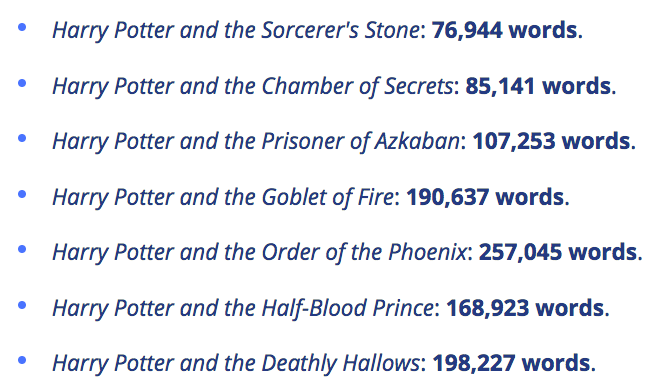 Harry Potter and the Sorcerer's Stone: 76,944 words.
Harry Potter and the Chamber of Secrets: 85,141 words.
Harry Potter and the Prisoner of Azkaban: 107,253 words.
Harry Potter and the Goblet of Fire: 190,637 words.
Harry Potter and the Order of the Phoenix: 257,045 words.
Harry Potter and the Half-Blood Prince: 168,923 words.
Harry Potter and the Deathly Hallows: 198,227 words.